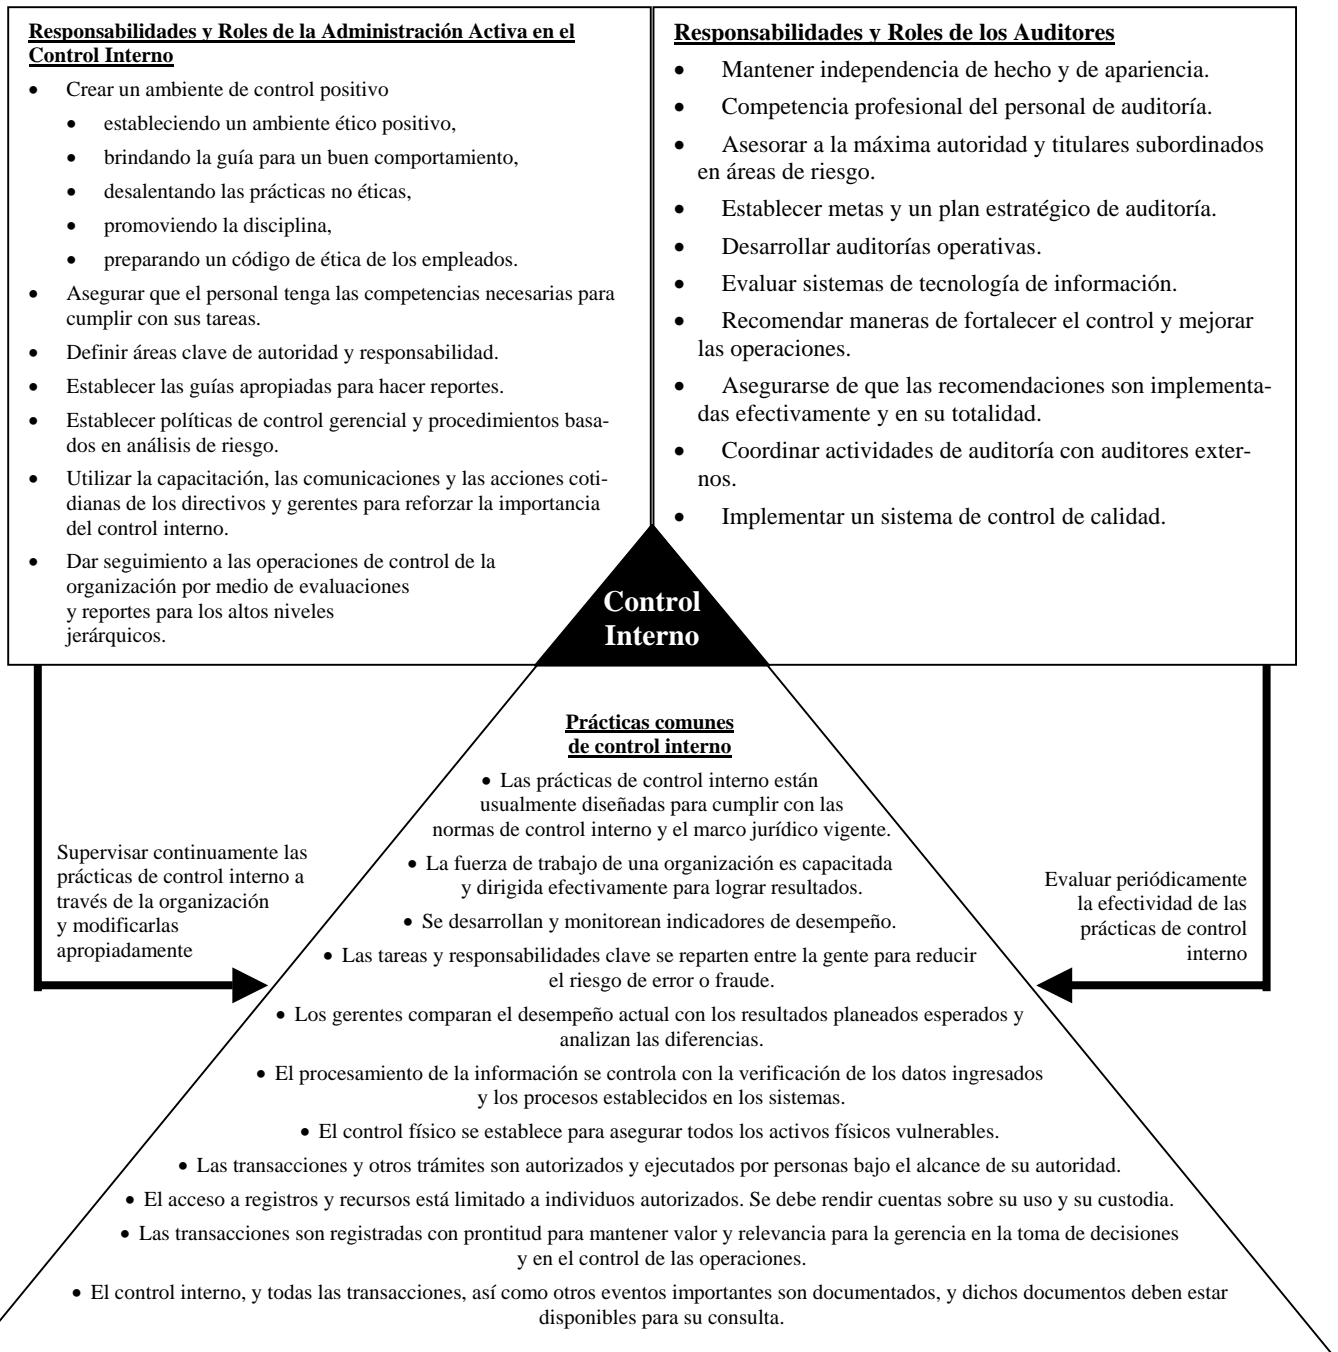 Responsabilidades y Roles de la Administración Activa en el
Control Interno
• Crear un ambiente de control positivo
• estableciendo un ambiente ético positivo,
• brindando la guía para un buen comportamiento,
• desalentando las prácticas no éticas,
• promoviendo la disciplina,
• preparando un código de ética de los empleados.
• Asegurar que el personal tenga las competencias necesarias para
cumplir con sus tareas.
• Definir áreas clave de autoridad y responsabilidad.
• Establecer las guías apropiadas para hacer reportes.
• Establecer políticas de control gerencial y procedimientos basa-
dos en análisis de riesgo.
• Utilizar la capacitación, las comunicaciones y las acciones coti-
dianas de los directivos y gerentes para reforzar la importancia
del control interno.
• Dar seguimiento a las operaciones de control de la
organización por medio de evaluaciones
y reportes para los altos niveles
jerárquicos.
Responsabilidades y Roles de los Auditores
• Mantener independencia de hecho y de apariencia.
• Competencia profesional del personal de auditoría.
• Asesorar a la máxima autoridad y titulares subordinados
en áreas de riesgo.
• Establecer metas y un plan estratégico de auditoría.
• Desarrollar auditorías operativas.
• Evaluar sistemas de tecnología de información.
• Recomendar maneras de fortalecer el control y mejorar
las operaciones.
• Asegurarse de que las recomendaciones son implementa-
das efectivamente y en su totalidad.
• Coordinar actividades de auditoría con auditores exter-
nos.
• Implementar un sistema de control de calidad.
Control
Interno
Prácticas comunes
de control interno
• Las prácticas de control interno están
usualmente diseñadas para cumplir con las
normas de control interno y el marco jurídico vigente.
• La fuerza de trabajo de una organización es capacitada
y dirigida efectivamente para lograr resultados.
• Se desarrollan y monitorean indicadores de desempeño.
• Las tareas y responsabilidades clave se reparten entre la gente para reducir
el riesgo de error o fraude.
• Los gerentes comparan el desempeño actual con los resultados planeados esperados y
analizan las diferencias.
• El procesamiento de la información se controla con la verificación de los datos ingresados
y los procesos establecidos en los sistemas.
• El control físico se establece para asegurar todos los activos físicos vulnerables.
• Las transacciones y otros trámites son autorizados y ejecutados por personas bajo el alcance de su autoridad.
• El acceso a registros y recursos está limitado a individuos autorizados. Se debe rendir cuentas sobre su uso y su custodia.
• Las transacciones son registradas con prontitud para mantener valor y relevancia para la gerencia en la toma de decisiones
y en el control de las operaciones.
• El control interno, y todas las transacciones, así como otros eventos importantes son documentados, y dichos documentos deben estar
disponibles para su consulta.
Supervisar continuamente las
prácticas de control interno a
través de la organización
y modificarlas
apropiadamente
Evaluar periódicamente
la efectividad de las
prácticas de control
interno